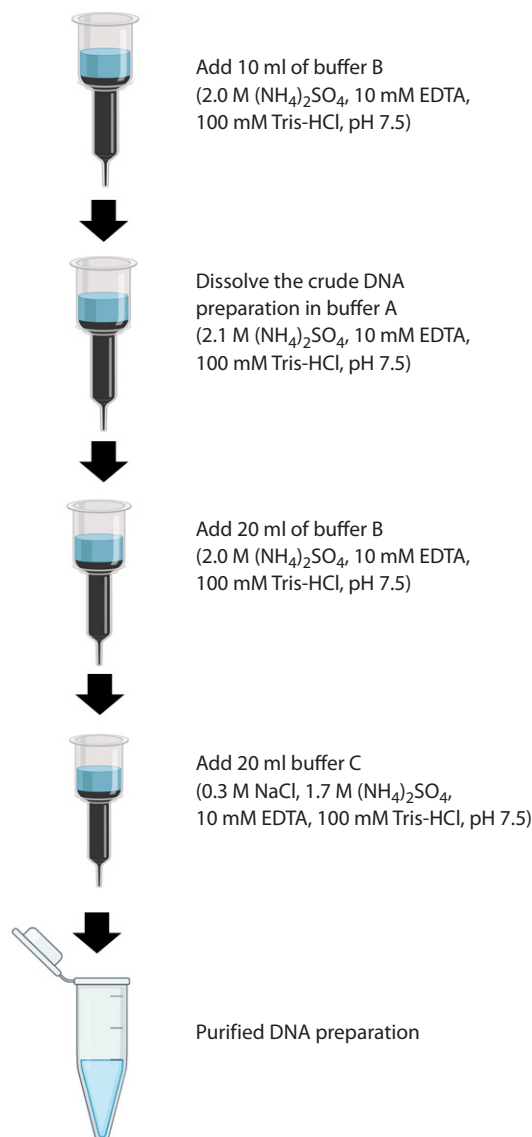 Add 10 ml of buffer B
(2.0 M (NH₄)₂SO₄, 10 mM EDTA,
100 mM Tris-HCl, pH 7.5)
Dissolve the crude DNA
preparation in buffer A
(2.1 M (NH₄)₂SO₄, 10 mM EDTA,
100 mM Tris-HCl, pH 7.5)
Add 20 ml of buffer B
(2.0 M (NH₄)₂SO₄, 10 mM EDTA,
100 mM Tris-HCl, pH 7.5)
Add 20 ml buffer C
(0.3 M NaCl, 1.7 M (NH₄)₂SO₄,
10 mM EDTA, 100 mM Tris-HCl, pH 7.5)
Purified DNA preparation